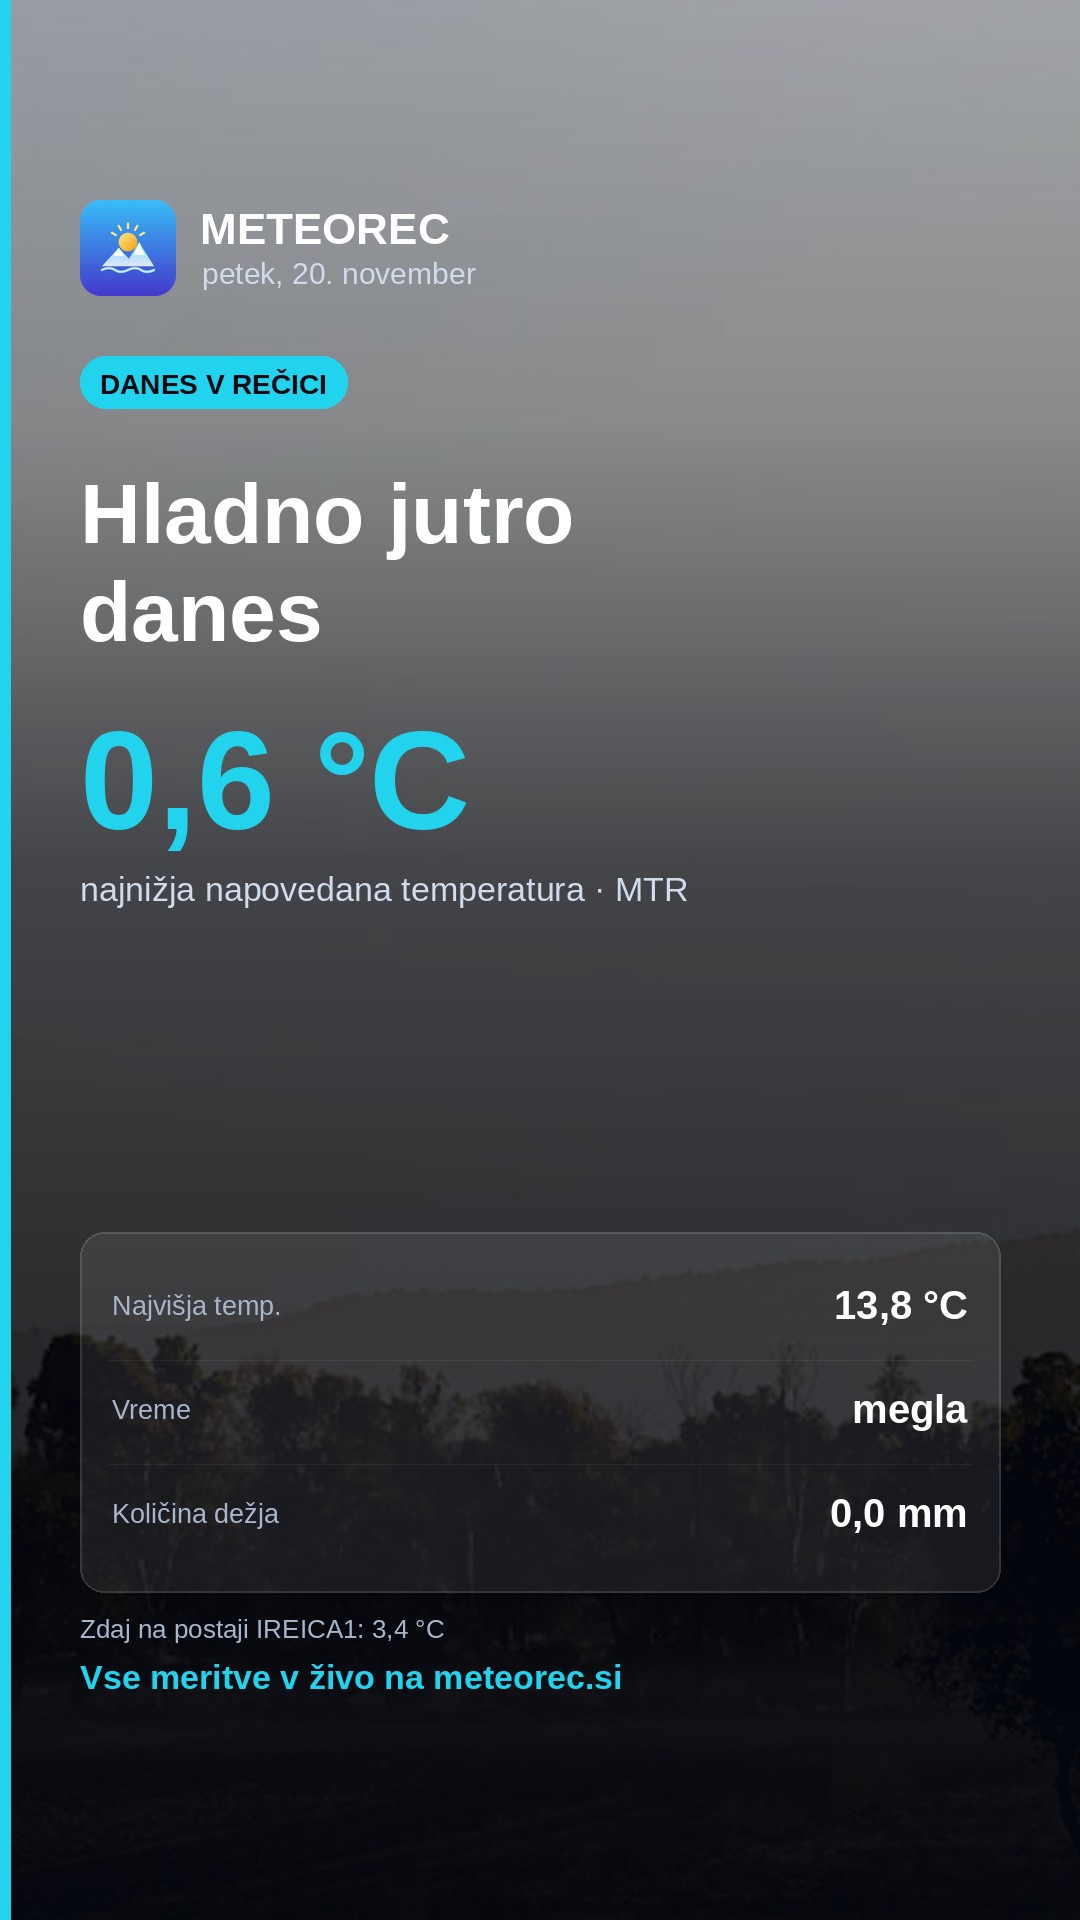 METEOREC
petek, 20. november
DANES V REČICI
Hladno jutro
danes
0,6 °C
najnižja napovedana temperatura · MTR
Najvišja temp.
13,8 °C
Vreme
megla
Količina dežja
0,0 mm
Zdaj na postaji IREICA1: 3,4 °C
Vse meritve v živo na meteorec.si